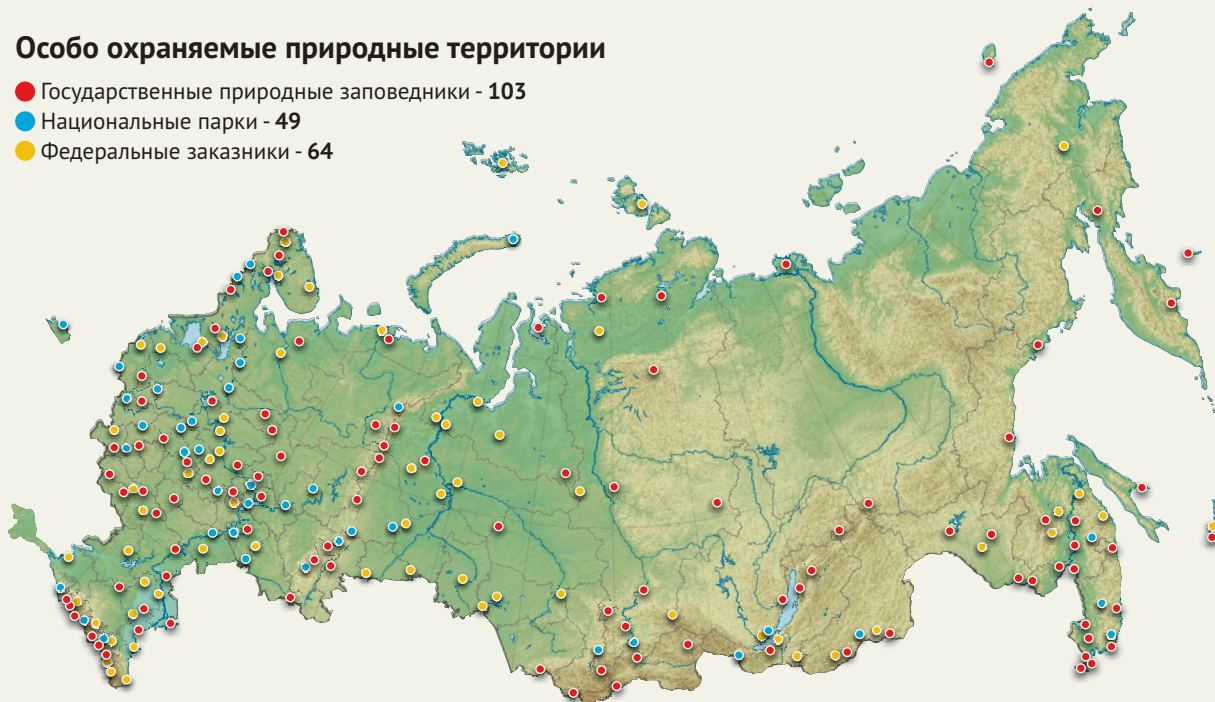 Особо охраняемые природные территории
Государственные природные заповедники - 103
Национальные парки - 49
Федеральные заказники - 64